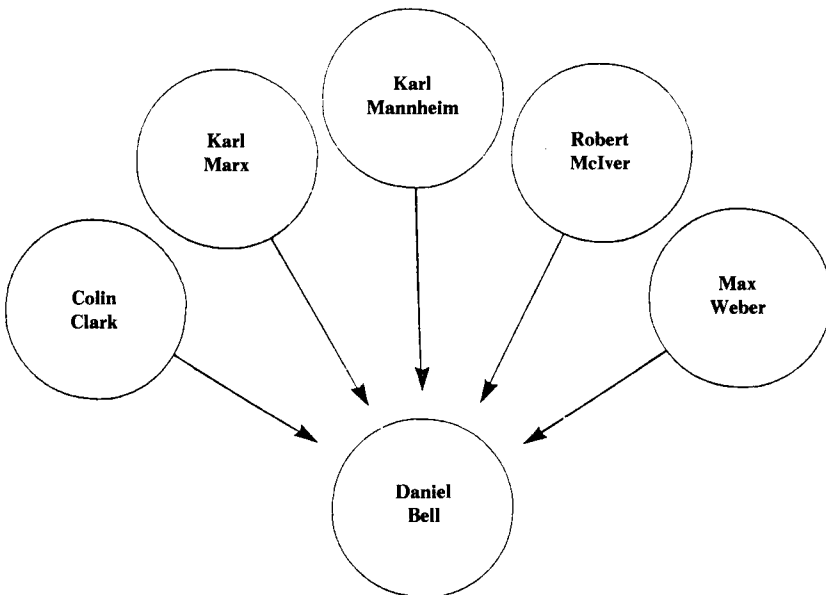 Karl
Mannheim
Karl
Marx
Robert
McIver
Colin
Clark
Max
Weber
Daniel
Bell